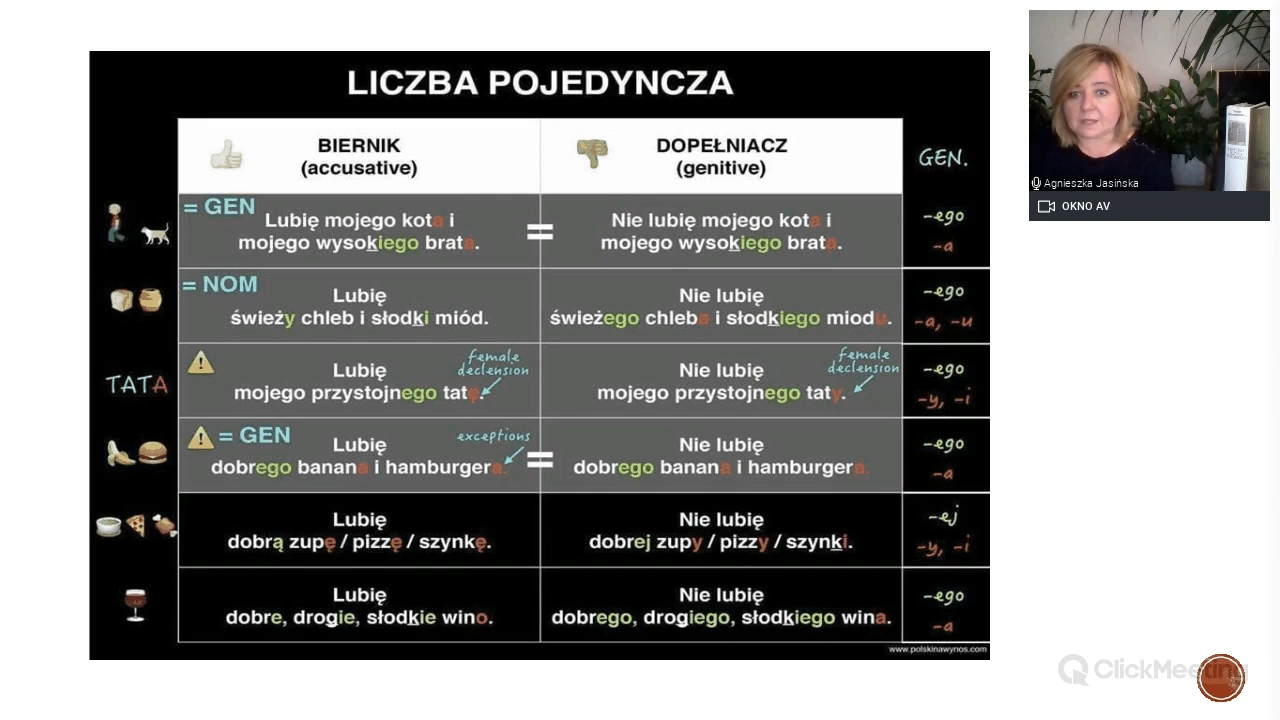 LICZBA POJEDYNCZA
BIERNIK
(accusative)
DOPEŁNIACZ
(genitive)
GEN.
= GEN
Lubię mojego kota i
mojego wysokiego brata.
=
Nie lubię mojego kota i
mojego wysokiego brata.
-ego
-a
= NOM
Lubię
świeży chleb i słodki miód.
Nie lubię
świeżego chleba i słodkiego miodu.
-ego
-a, -u
TATA
Lubię
mojego przystojnego tatę.
female
declension
Nie lubię
mojego przystojnego taty.
female
declension
-ego
-y, -i
= GEN
Lubię
dobrego banana i hamburgera.
exceptions
=
Nie lubię
dobrego banana i hamburgera.
-ego
-a
Lubię
dobrą zupę / pizzę / szynkę.
Nie lubię
dobrej zupy / pizzy / szynki.
-ej
-y, -i
Lubię
dobre, drogie, słodkie wino.
Nie lubię
dobrego, drogiego, słodkiego wina.
-ego
-a
www.polskinawynos.com
Agnieszka Jasińska
OKNO AV
ClickMeeting